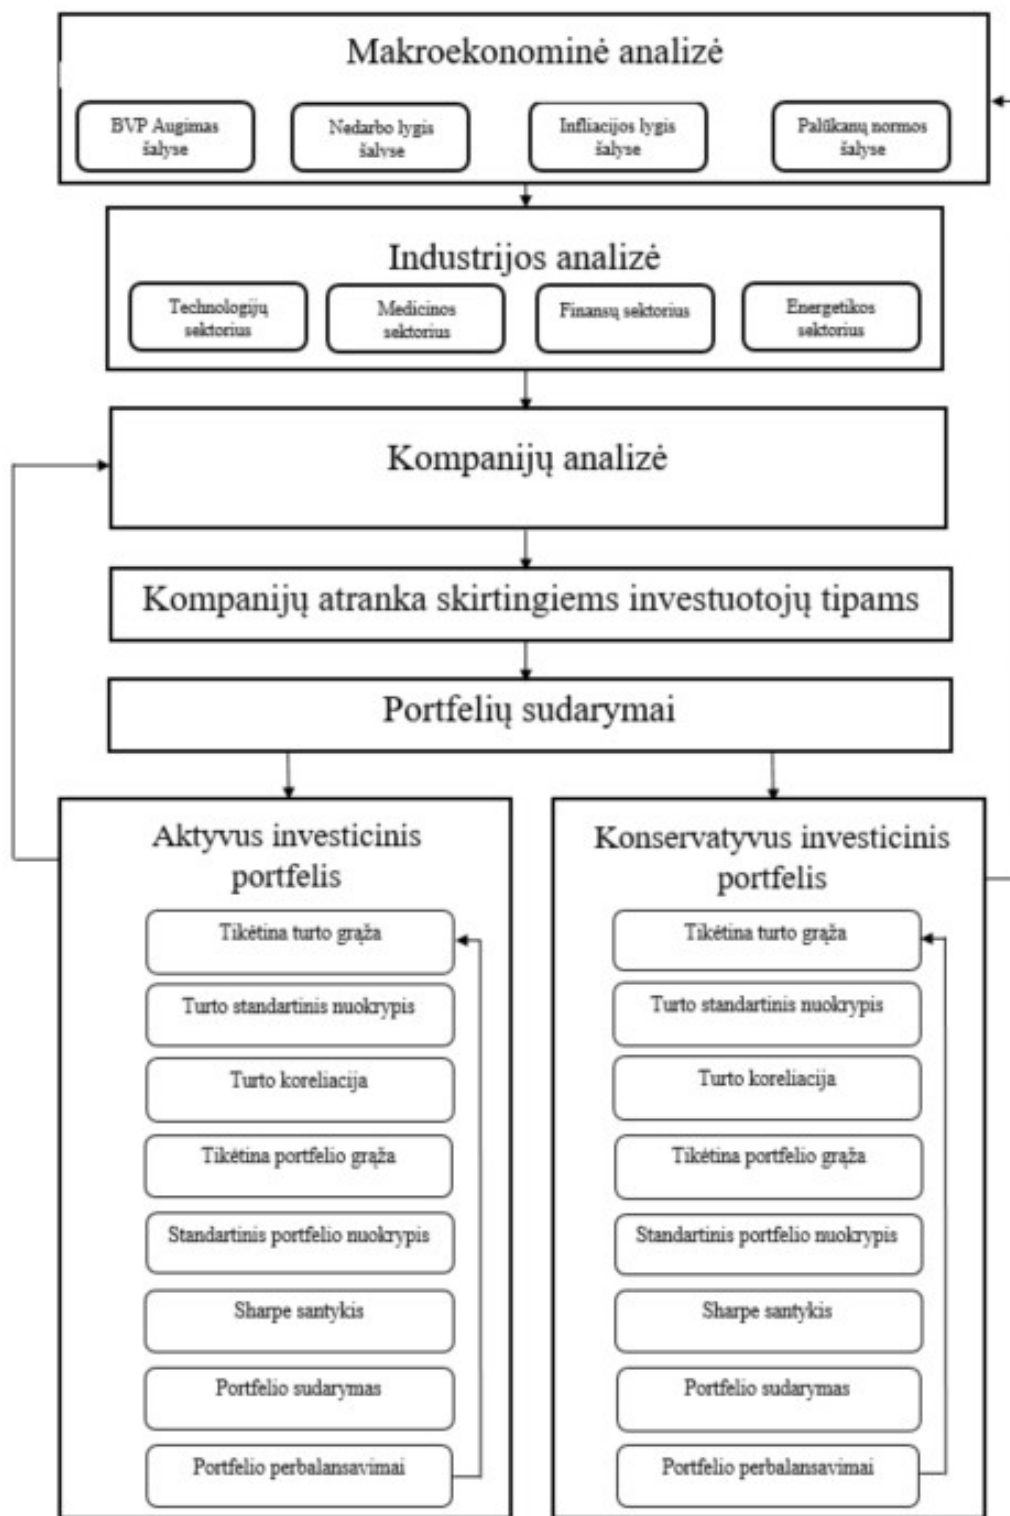 Makroekonominė analizė
BVP Augimas
šalyse
Nedarbo lygis
šalyse
Infliacijos lygis
šalyse
Palūkanų normos
šalyse
Industrijos analizė
Technologijų
sektorius
Medicinos
sektorius
Finansų sektorius
Energetikos
sektorius
Kompanijų analizė
Kompanijų atranka skirtingiems investuotojų tipams
Portfelių sudarymai
Aktyvus investicinis
portfelis
Tikėtina turto grąža
Turto standartinis nuokrypis
Turto koreliacija
Tikėtina portfelio grąža
Standartinis portfelio nuokrypis
Sharpe santykis
Portfelio sudarymas
Portfelio perbalansavimai
Konservatyvus investicinis
portfelis
Tikėtina turto grąža
Turto standartinis nuokrypis
Turto koreliacija
Tikėtina portfelio grąža
Standartinis portfelio nuokrypis
Sharpe santykis
Portfelio sudarymas
Portfelio perbalansavimai